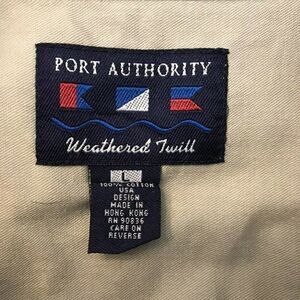 PORT AUTHORITY
Weathered Twill
L
100% COTTON
USA
DESIGN
MADE IN
HONG KONG
RN 90836
CARE ON
REVERSE